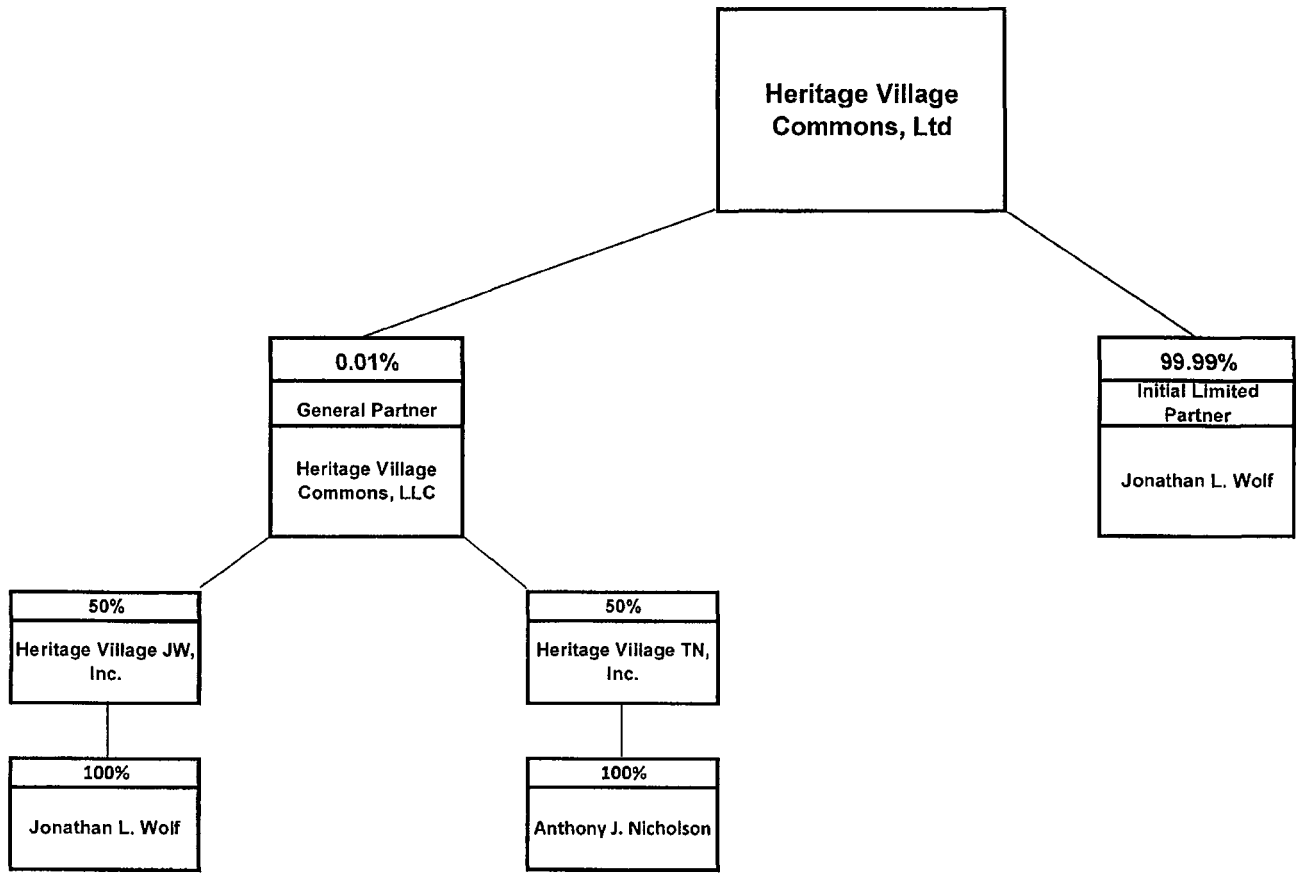 Heritage Village
Commons, Ltd
0.01%
General Partner
Heritage Village
Commons, LLC
99.99%
Initial Limited
Partner
Jonathan L. Wolf
50%
Heritage Village JW,
Inc.
100%
Jonathan L. Wolf
50%
Heritage Village TN,
Inc.
100%
Anthony J. Nicholson